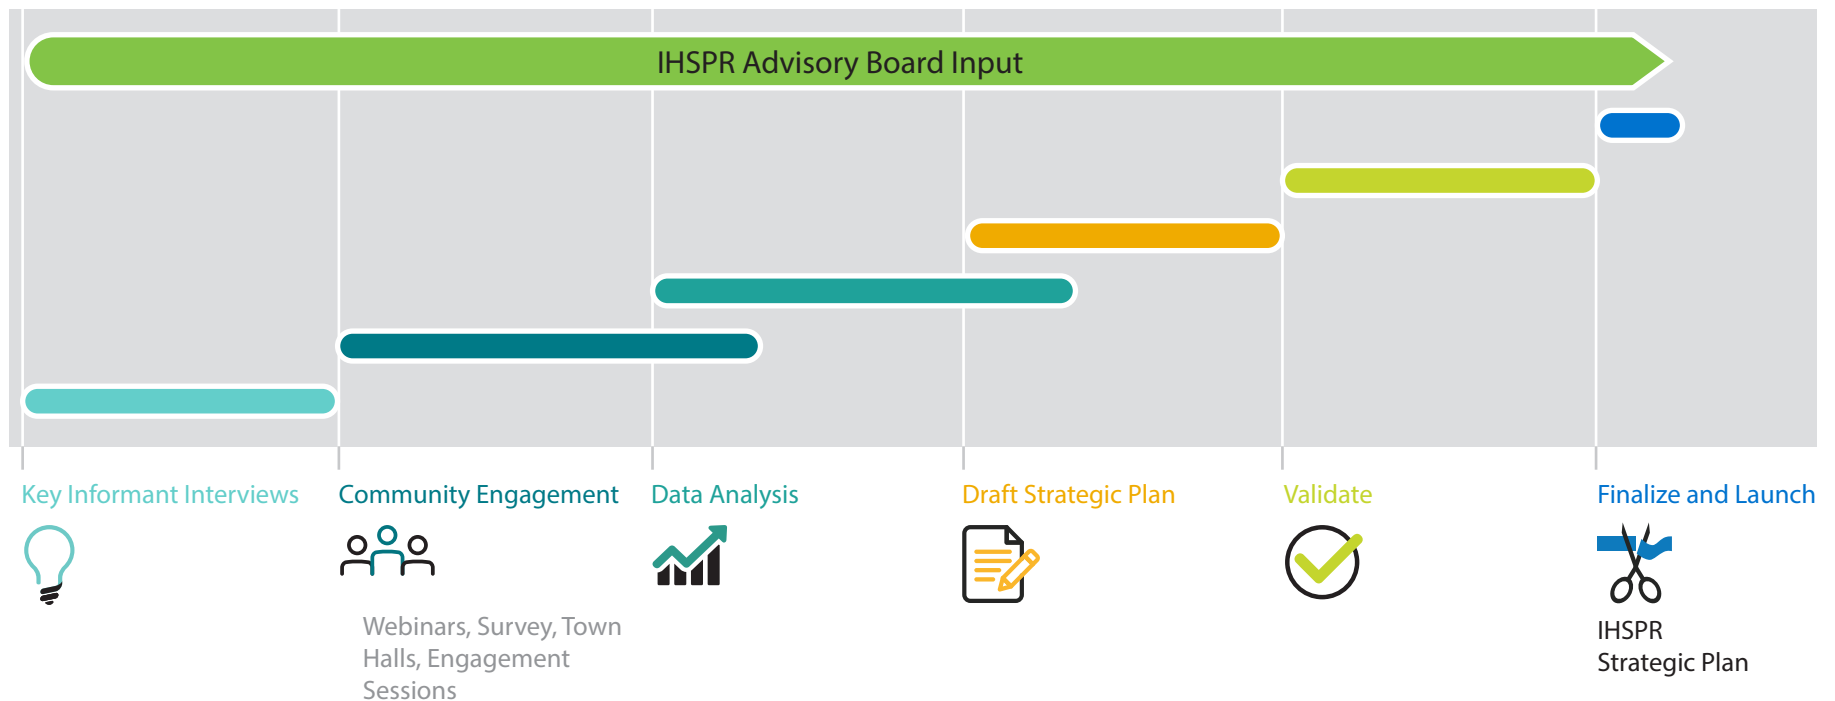 IHSPR Advisory Board Input
Key Informant Interviews
Community Engagement
Data Analysis
Draft Strategic Plan
Validate
Finalize and Launch
Webinars, Survey, Town
Halls, Engagement
Sessions
IHSPR
Strategic Plan